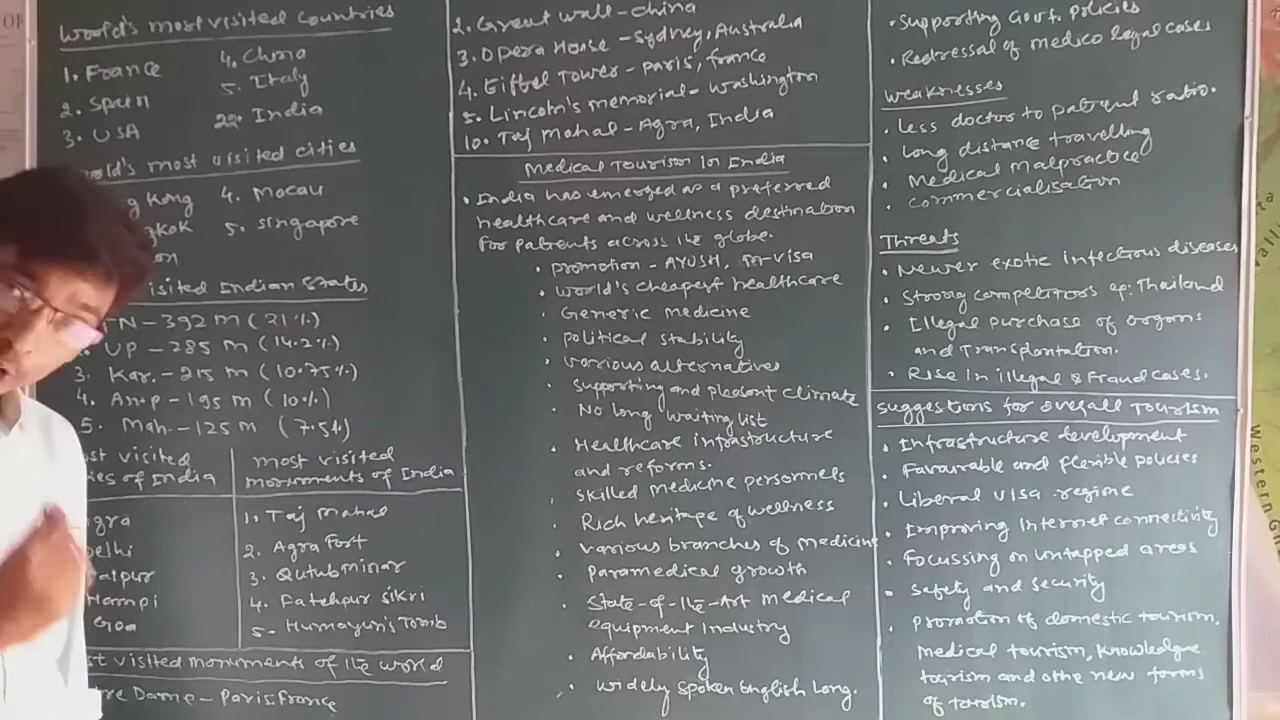 World's most visited countries
1. France
2. Spain
3. USA
4. China
5. Italy
22. India
world's most visited cities
Kong
4. Macau
5. Singapore
visited Indian States
TN - 392 m (21%)
UP - 285 m (14.2%)
3. Kar. - 215 m (10.75%)
4. An.p - 195 m (10%)
5. Mah. - 125 m (7.5%)
visited
of India
Agra
Delhi
Jaipur
Hampi
Goa
most visited
monuments of India
1. Taj mahal
2. Agra Fort
3. Qutub minar
4. Fatehpur Sikri
5. Humayun's Tomb
visited monuments of the world
Dame - Paris, France
2. Great wall - china
3. Opera House - Sydney, Australia
4. Eiffel Tower - Paris, france
5. Lincoln's memorial - Washington
10. Taj Mahal - Agra, India
Medical Tourism in India
• India has emerged as a preferred
healthcare and wellness destination
for patients across the globe.
• promotion - AYUSH, m-visa
• world's cheapest healthcare
• Generic medicine
• political stability
• various alternatives
• supporting and pleasant climate
• No long waiting list
• Healthcare infrastructure
and reforms.
• skilled medicine personnels
• Rich heritage of wellness
• various branches of medicine
• paramedical growth
• State-of-the-Art medical
equipment industry
• Affordability
• widely spoken English Lang.
• Supporting Govt. policies
• Redressal of medico legal cases
Weaknesses
• Less doctor to patient ratio.
• Long distance travelling
• Medical malpractice
• commercialisation
Threats
• Newer exotic infectious diseases
• Strong competitors eg: Thailand
• Illegal purchase of organs
and Transplantation.
• Rise in illegal & Fraud cases.
Suggestions for overall Tourism
• Infrastructure development
• Favourable and flexible policies
• Liberal visa regime
• Improving Internet connectivity
• Focussing on untapped areas
• Safety and security
• promotion of domestic tourism,
medical tourism, knowledge
tourism and othe new forms
of tourism.